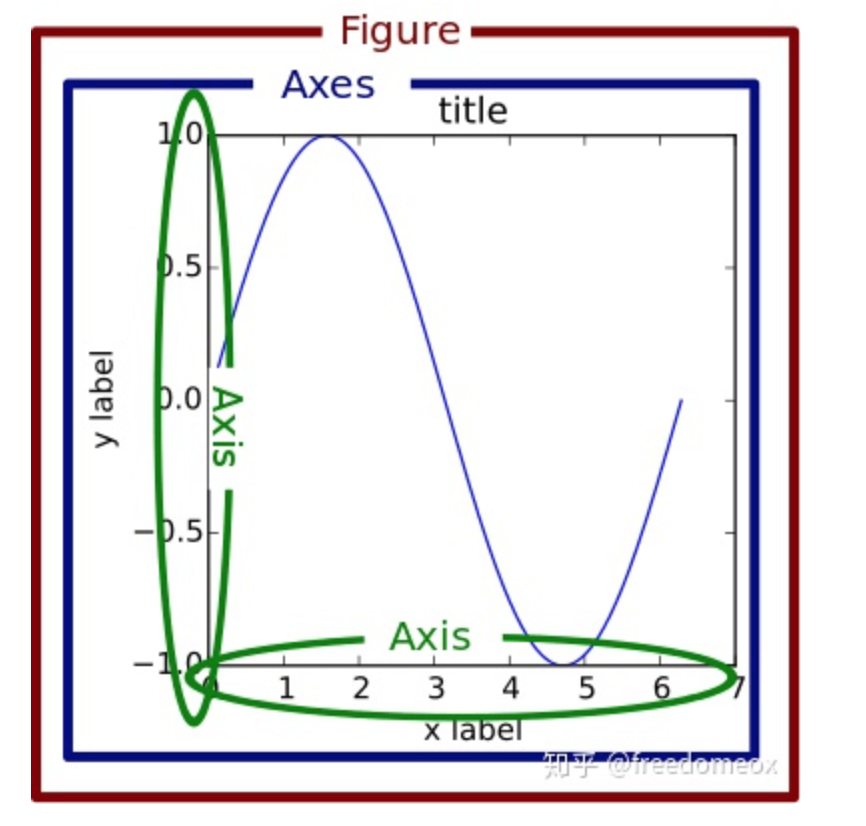 Figure
Axes
title
1.0
0.5
y label
0.0
Axis
−0.5
Axis
−1.0
0 1 2 3 4 5 6 7
x label
知乎 @freedomeox